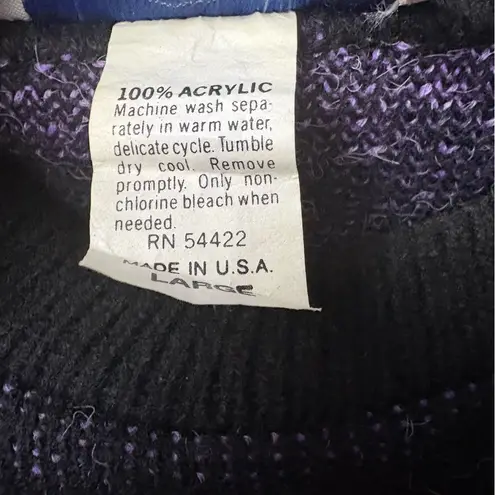 100% ACRYLIC
Machine wash sepa-
rately in warm water,
delicate cycle. Tumble
dry cool. Remove
promptly. Only non-
chlorine bleach when
needed.
RN 54422
MADE IN U.S.A.
LARGE